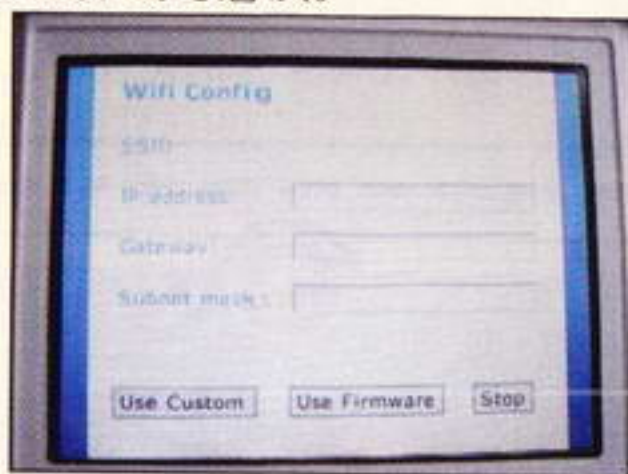 Wifi Config
SSID
IP address
Gateway
Subnet mask
Use Custom Use Firmware Stop